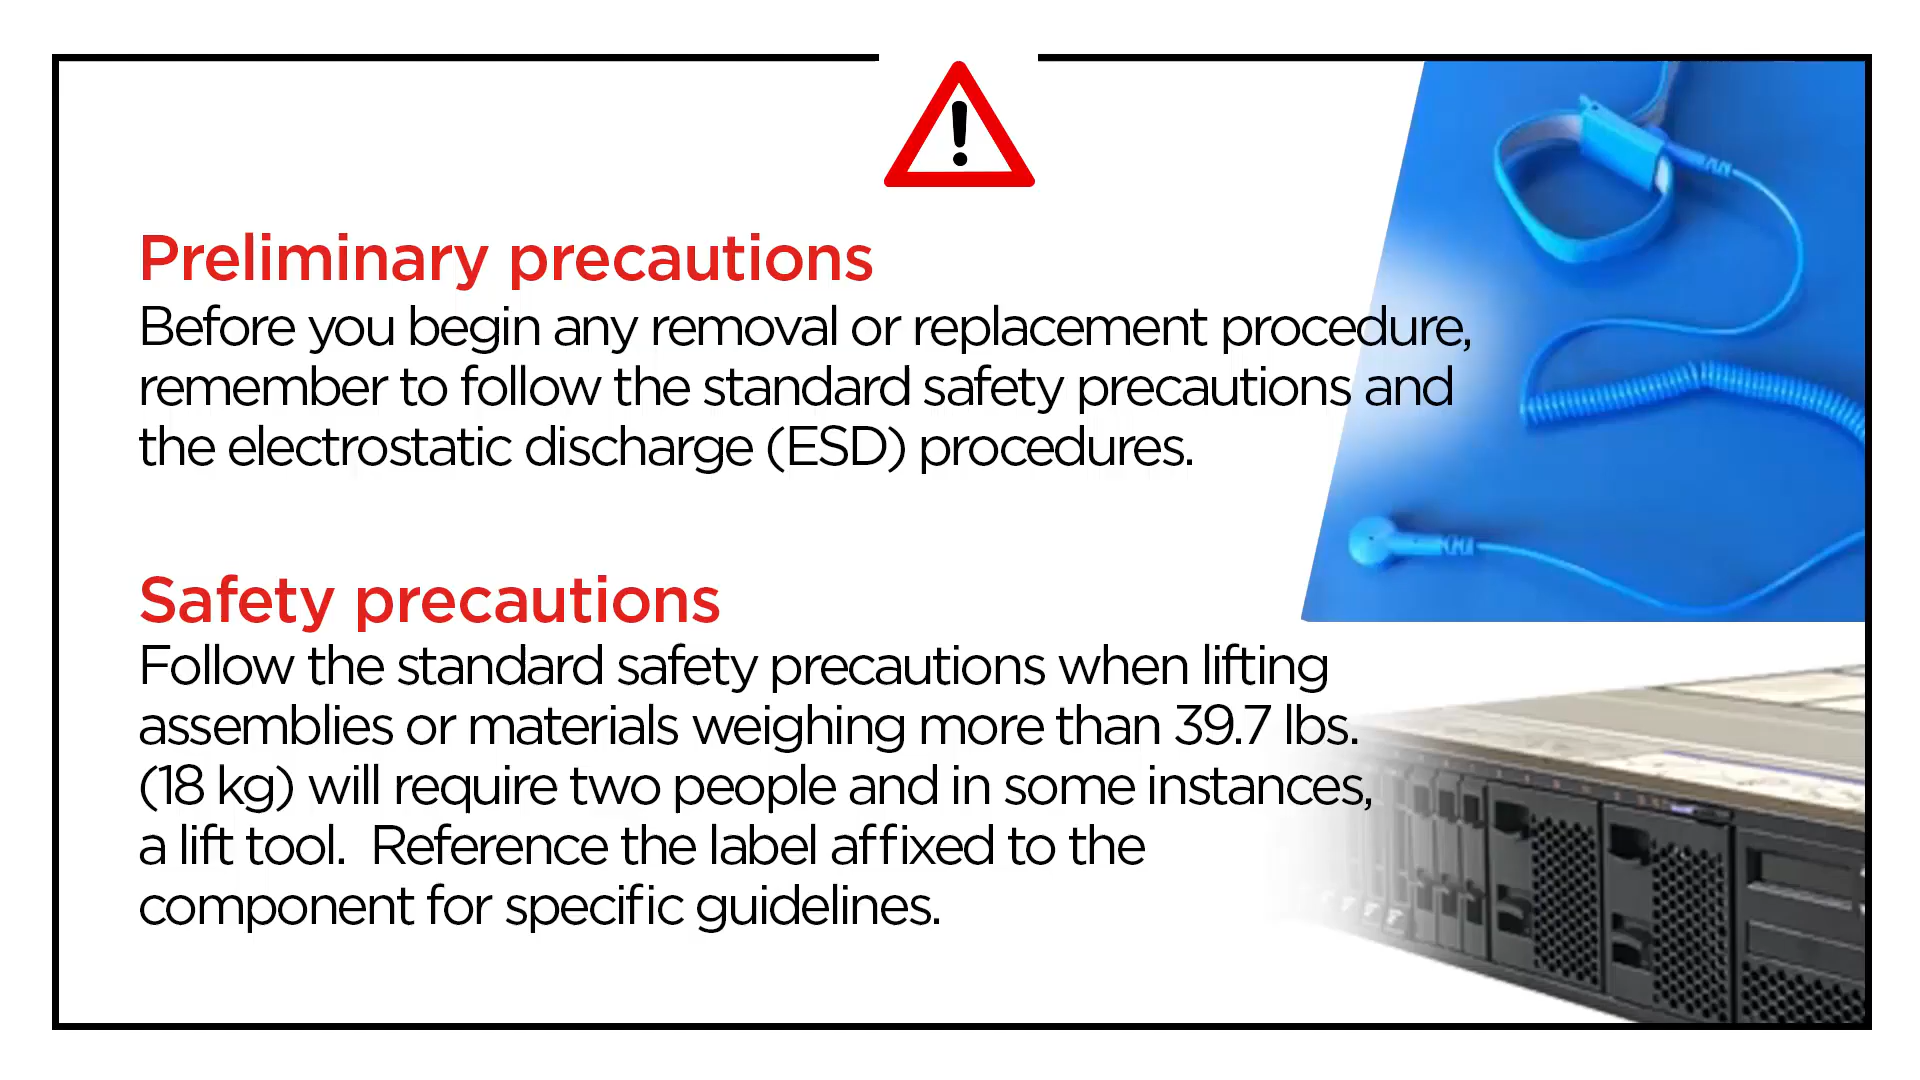 Preliminary precautions
Before you begin any removal or replacement procedure,
remember to follow the standard safety precautions and
the electrostatic discharge (ESD) procedures.
Safety precautions
Follow the standard safety precautions when lifting
assemblies or materials weighing more than 39.7 lbs.
(18 kg) will require two people and in some instances,
a lift tool.  Reference the label affixed to the
component for specific guidelines.